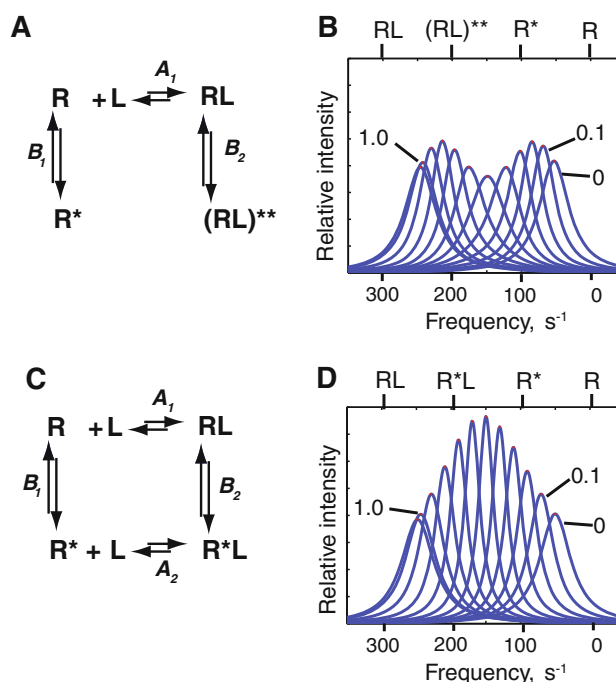 A
R + L A1 RL
B1 B2
R* (RL)**
B
RL (RL)** R* R
Relative intensity
1.0
0.1
0
300 200 100 0
Frequency, s-1
C
R + L A1 RL
B1 B2
R* + L R*L
A2
D
RL R*L R* R
Relative intensity
1.0
0.1
0
300 200 100 0
Frequency, s-1